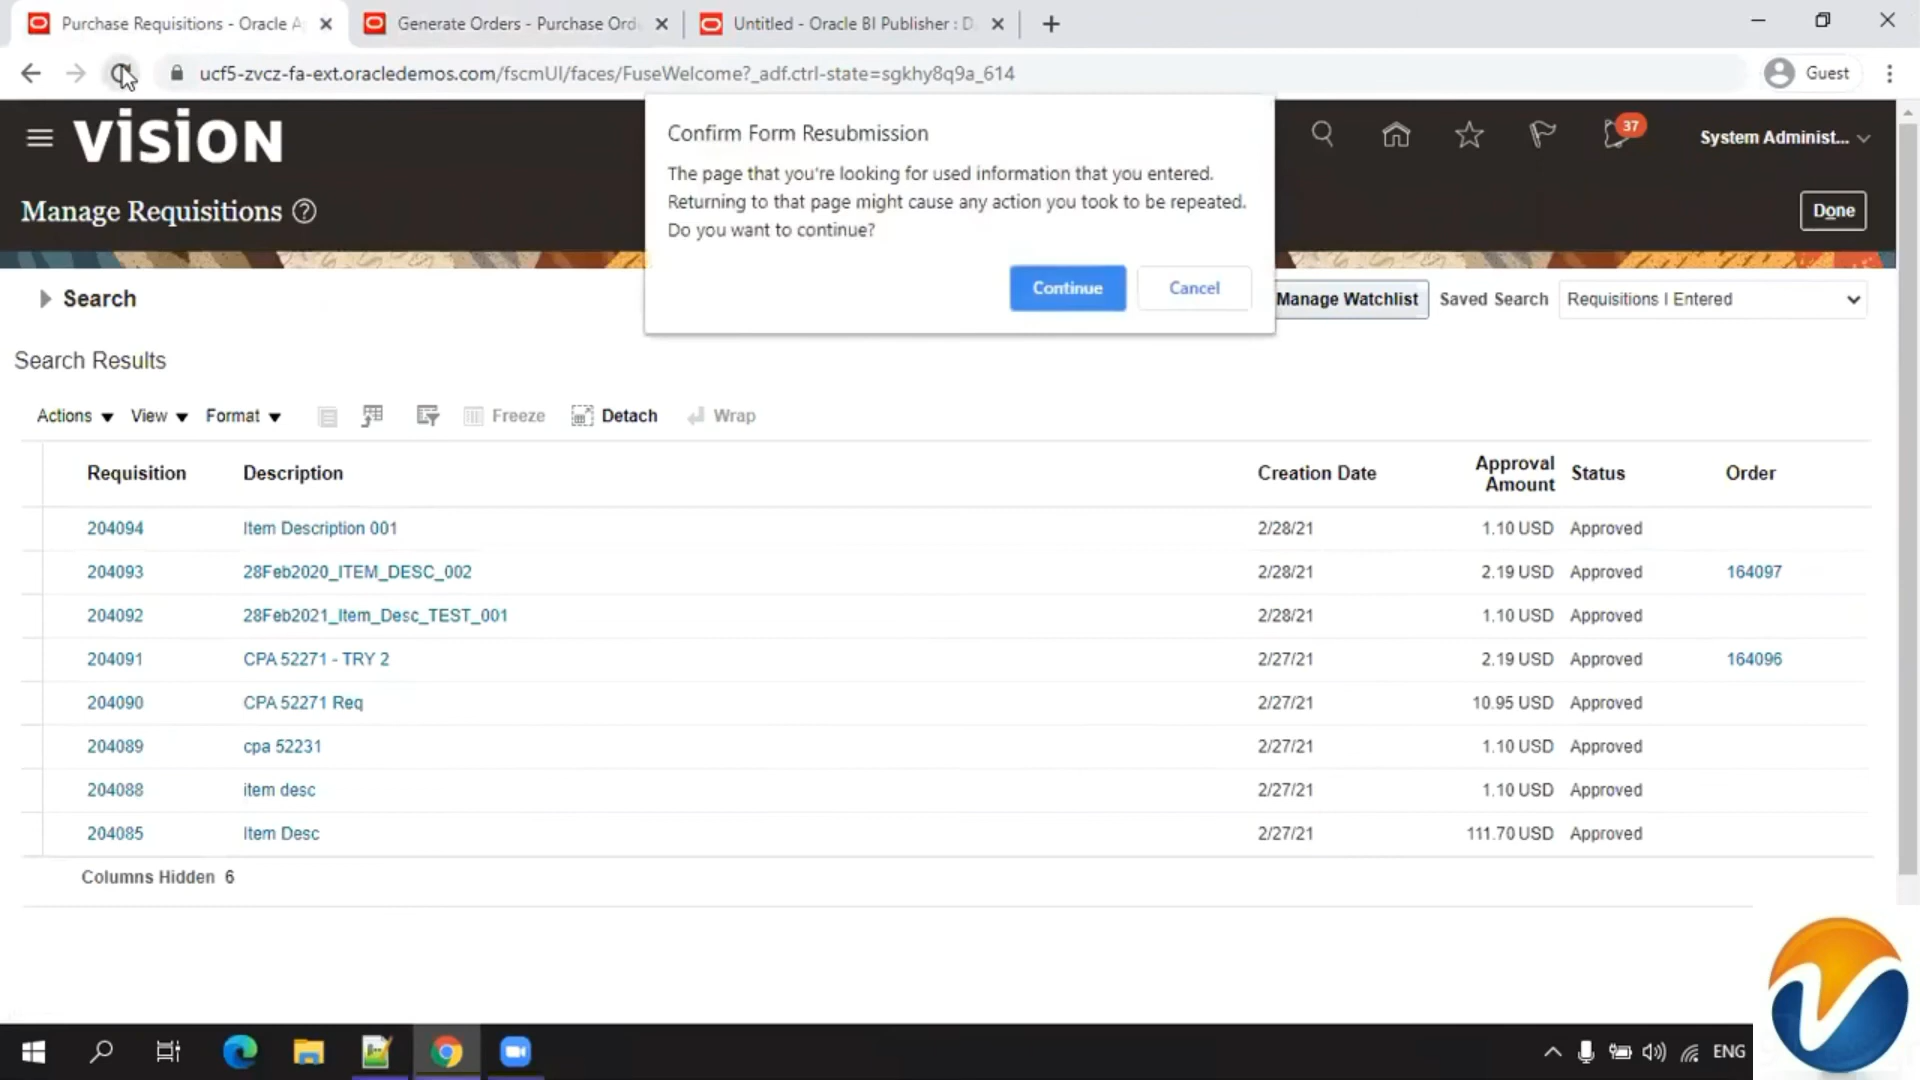 Purchase Requisitions - Oracle A
Generate Orders - Purchase Ord
Untitled - Oracle BI Publisher : D
ucf5-zvcz-fa-ext.oracledemos.com/fscmUI/faces/FuseWelcome?_adf.ctrl-state=sgkhy8q9a_614
Guest
vision
37
System Administ...
Manage Requisitions
Done
Confirm Form Resubmission
The page that you're looking for used information that you entered.
Returning to that page might cause any action you took to be repeated.
Do you want to continue?
Continue
Cancel
Search
Manage Watchlist
Saved Search
Requisitions I Entered
Search Results
Actions View Format Freeze Detach Wrap
Requisition Description Creation Date Approval Amount Status Order
204094 Item Description 001 2/28/21 1.10 USD Approved
204093 28Feb2020_ITEM_DESC_002 2/28/21 2.19 USD Approved 164097
204092 28Feb2021_Item_Desc_TEST_001 2/28/21 1.10 USD Approved
204091 CPA 52271 - TRY 2 2/27/21 2.19 USD Approved 164096
204090 CPA 52271 Req 2/27/21 10.95 USD Approved
204089 cpa 52231 2/27/21 1.10 USD Approved
204088 item desc 2/27/21 1.10 USD Approved
204085 Item Desc 2/27/21 111.70 USD Approved
Columns Hidden 6
ENG